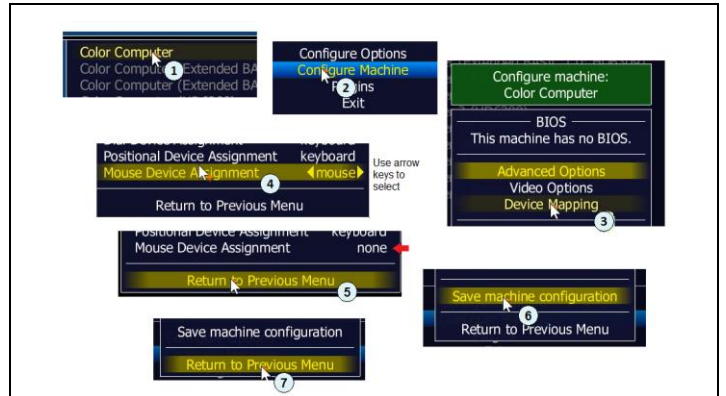 Color Computer
1
Color Computer (Extended BA
Color Computer (Extended BA
Configure Options
Configure Machine
2
Plugins
Exit
Configure machine:
Color Computer
BIOS
This machine has no BIOS.
Advanced Options
Video Options
Device Mapping
3
Positional Device Assignment keyboard
Mouse Device Assignment mouse
4
Return to Previous Menu
Use arrow
keys to
select
Positional Device Assignment keyboard
Mouse Device Assignment none
Return to Previous Menu
5
Save machine configuration
6
Return to Previous Menu
Save machine configuration
Return to Previous Menu
7